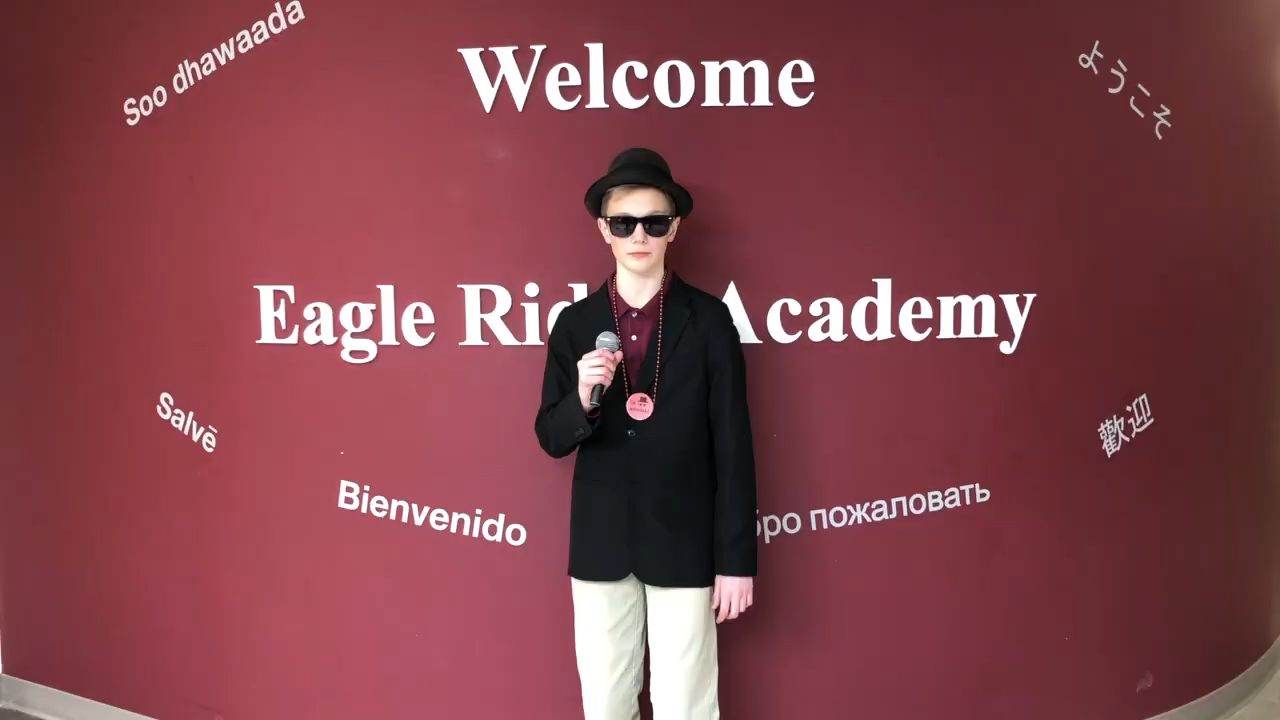 Soo dhawaada
Welcome
ようこそ
Eagle Rid Academy
Salvē
歡迎
Bienvenido
бро пожаловать